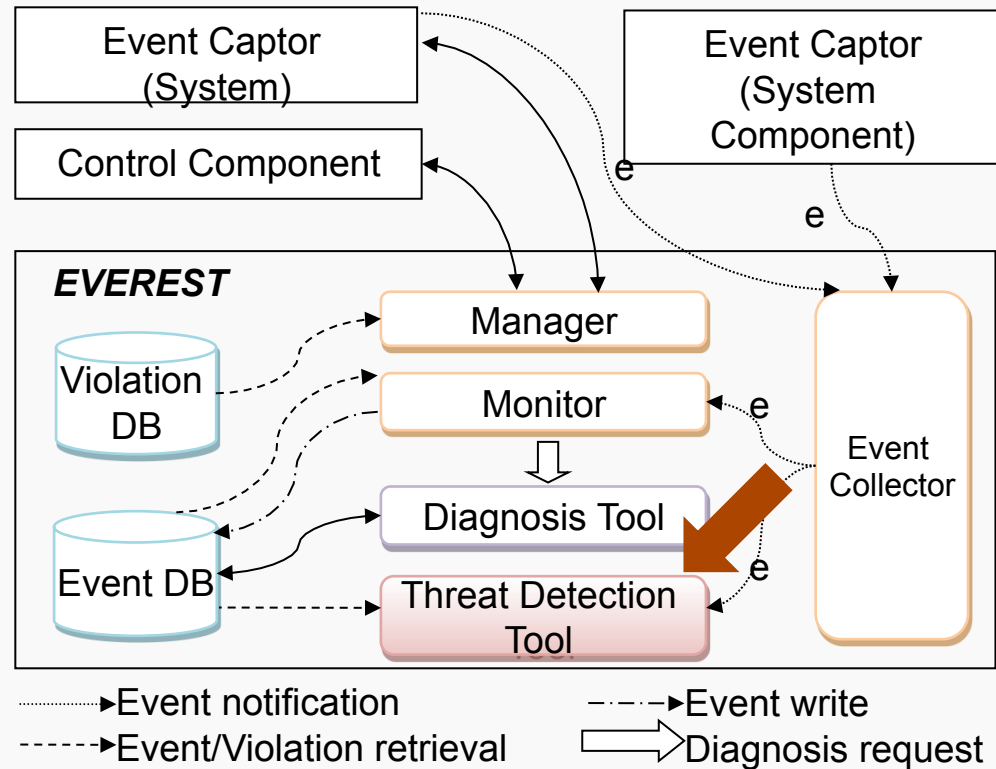 Event Captor
(System)
Event Captor
(System
Component)
Control Component
e
e
EVEREST
Manager
Violation
DB
Monitor
e
Event
Collector
Diagnosis Tool
Event DB
e
Threat Detection
Tool
Event notification
Event write
Event/Violation retrieval
Diagnosis request